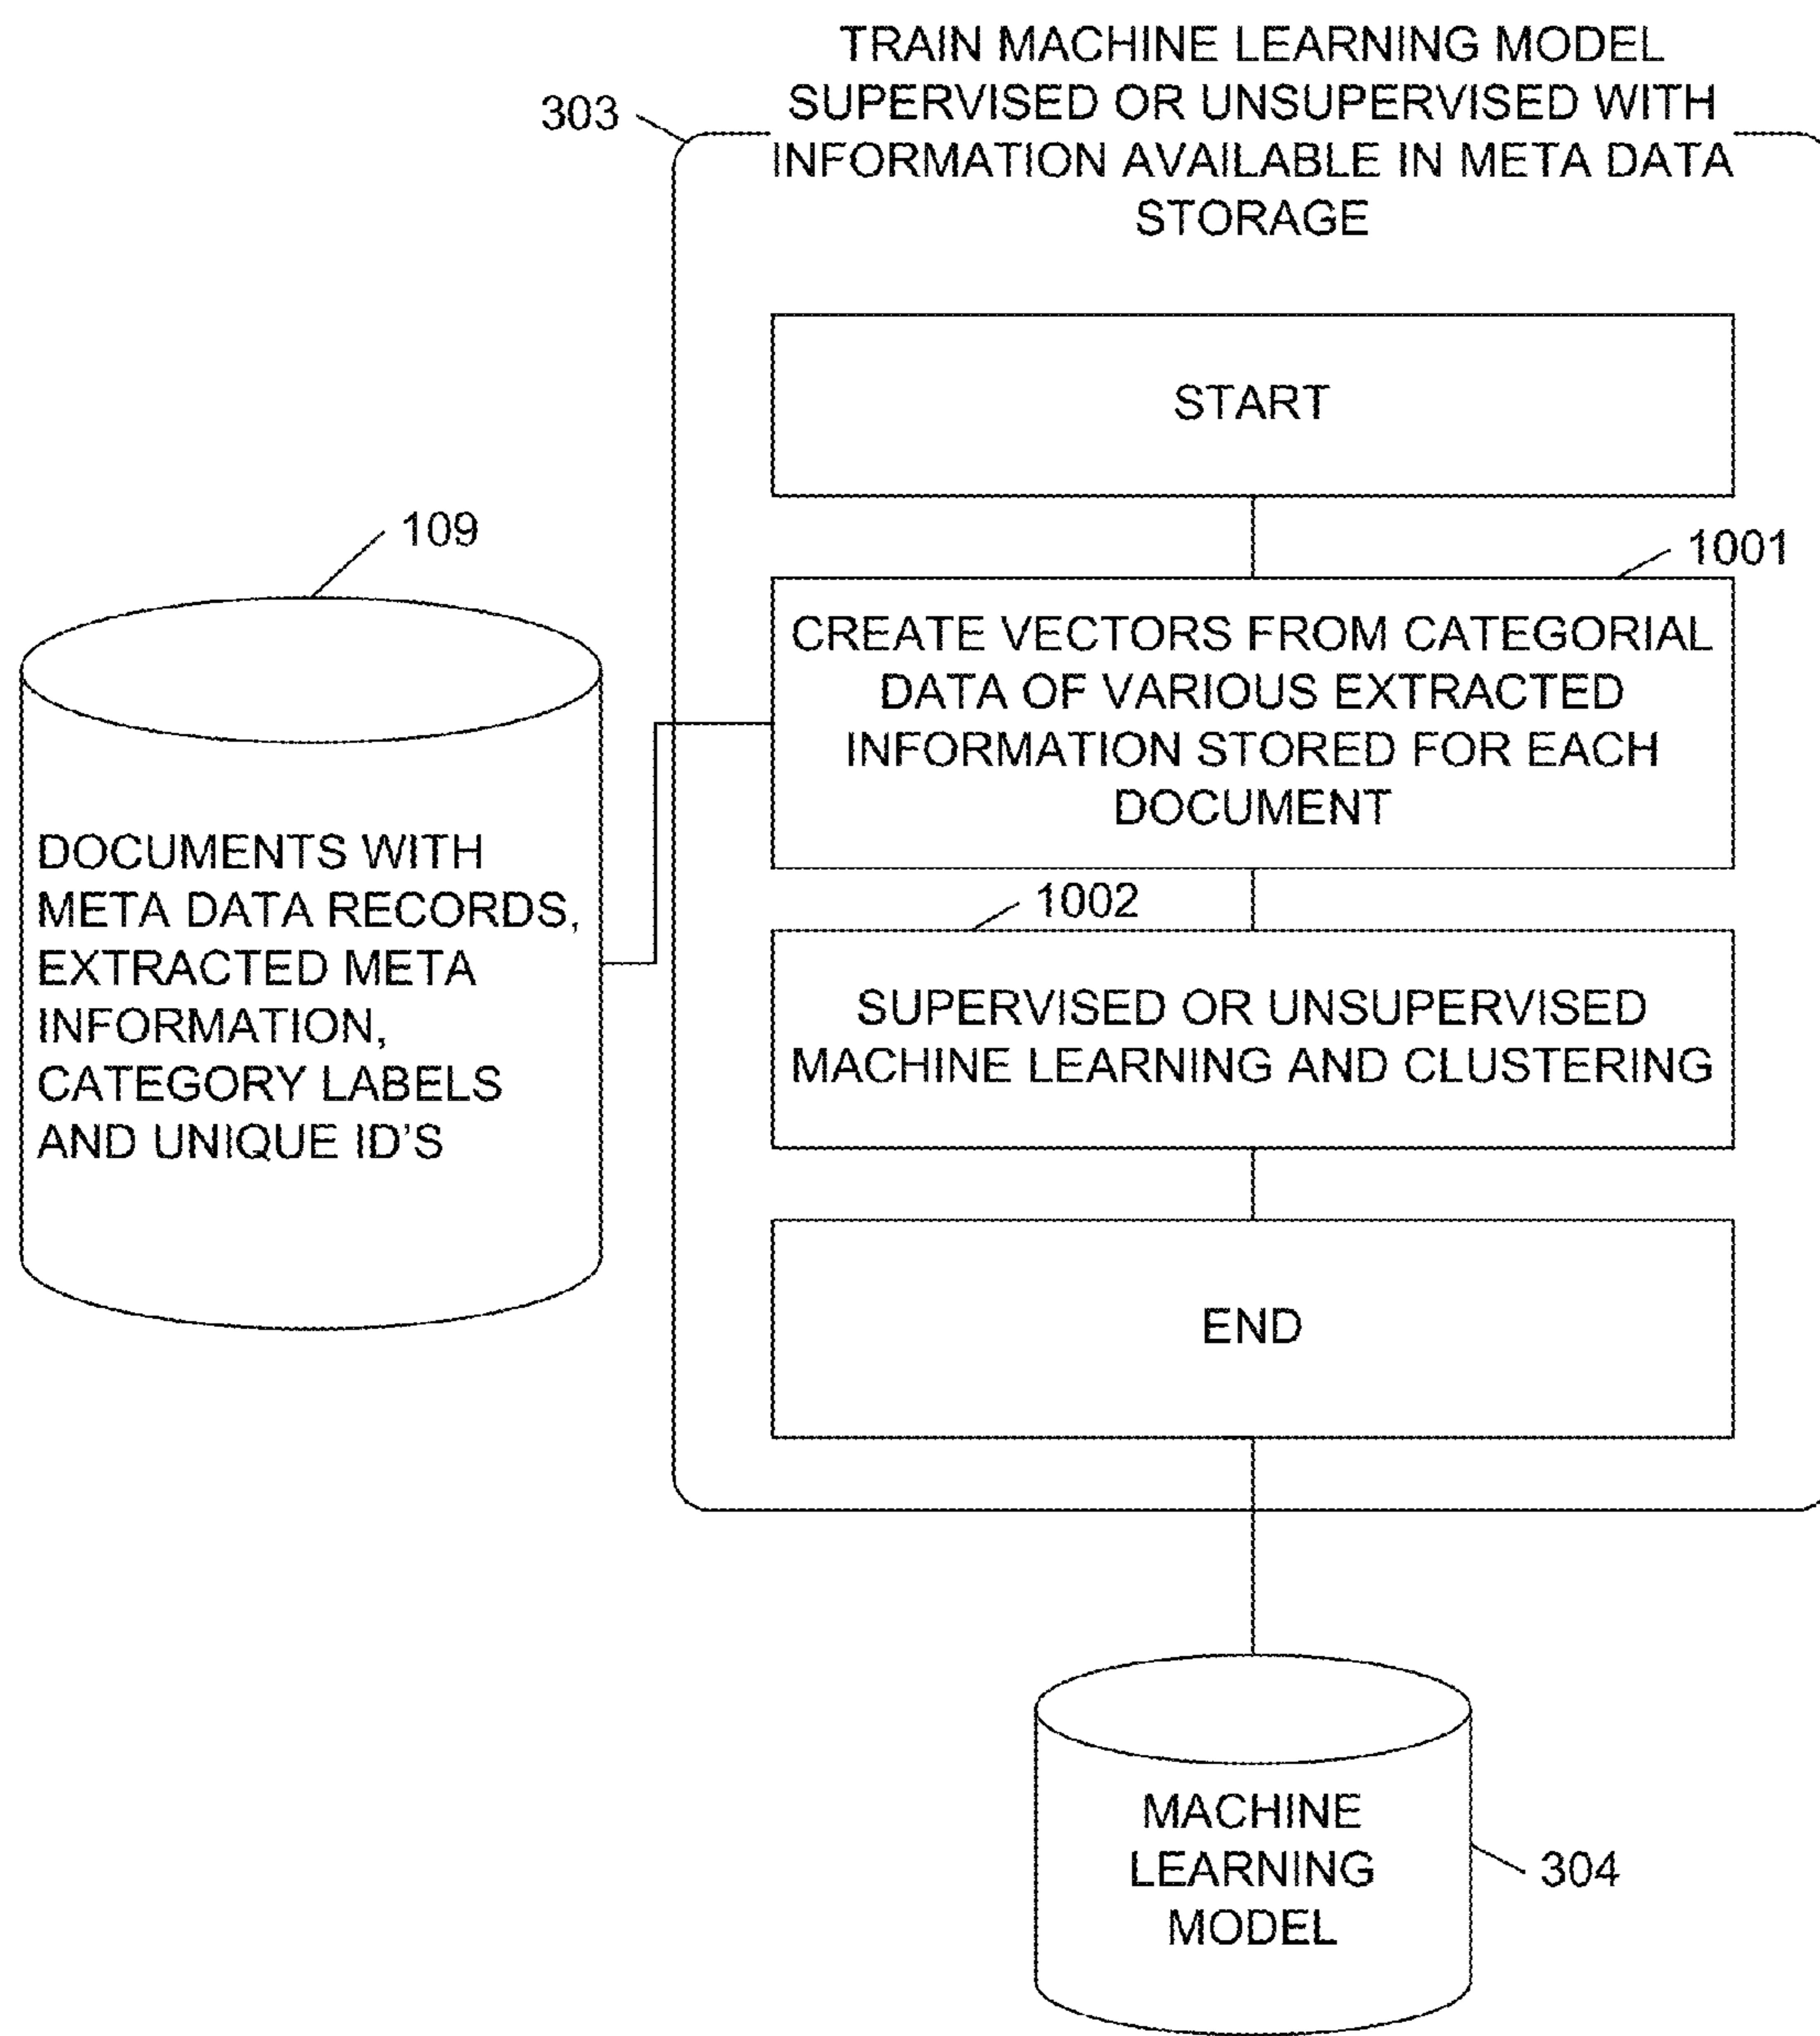 TRAIN MACHINE LEARNING MODEL
SUPERVISED OR UNSUPERVISED WITH
INFORMATION AVAILABLE IN META DATA
STORAGE
303
START
109
1001
CREATE VECTORS FROM CATEGORIAL
DATA OF VARIOUS EXTRACTED
INFORMATION STORED FOR EACH
DOCUMENT
DOCUMENTS WITH
META DATA RECORDS,
EXTRACTED META
INFORMATION,
CATEGORY LABELS
AND UNIQUE ID'S
1002
SUPERVISED OR UNSUPERVISED
MACHINE LEARNING AND CLUSTERING
END
MACHINE
LEARNING
MODEL
304